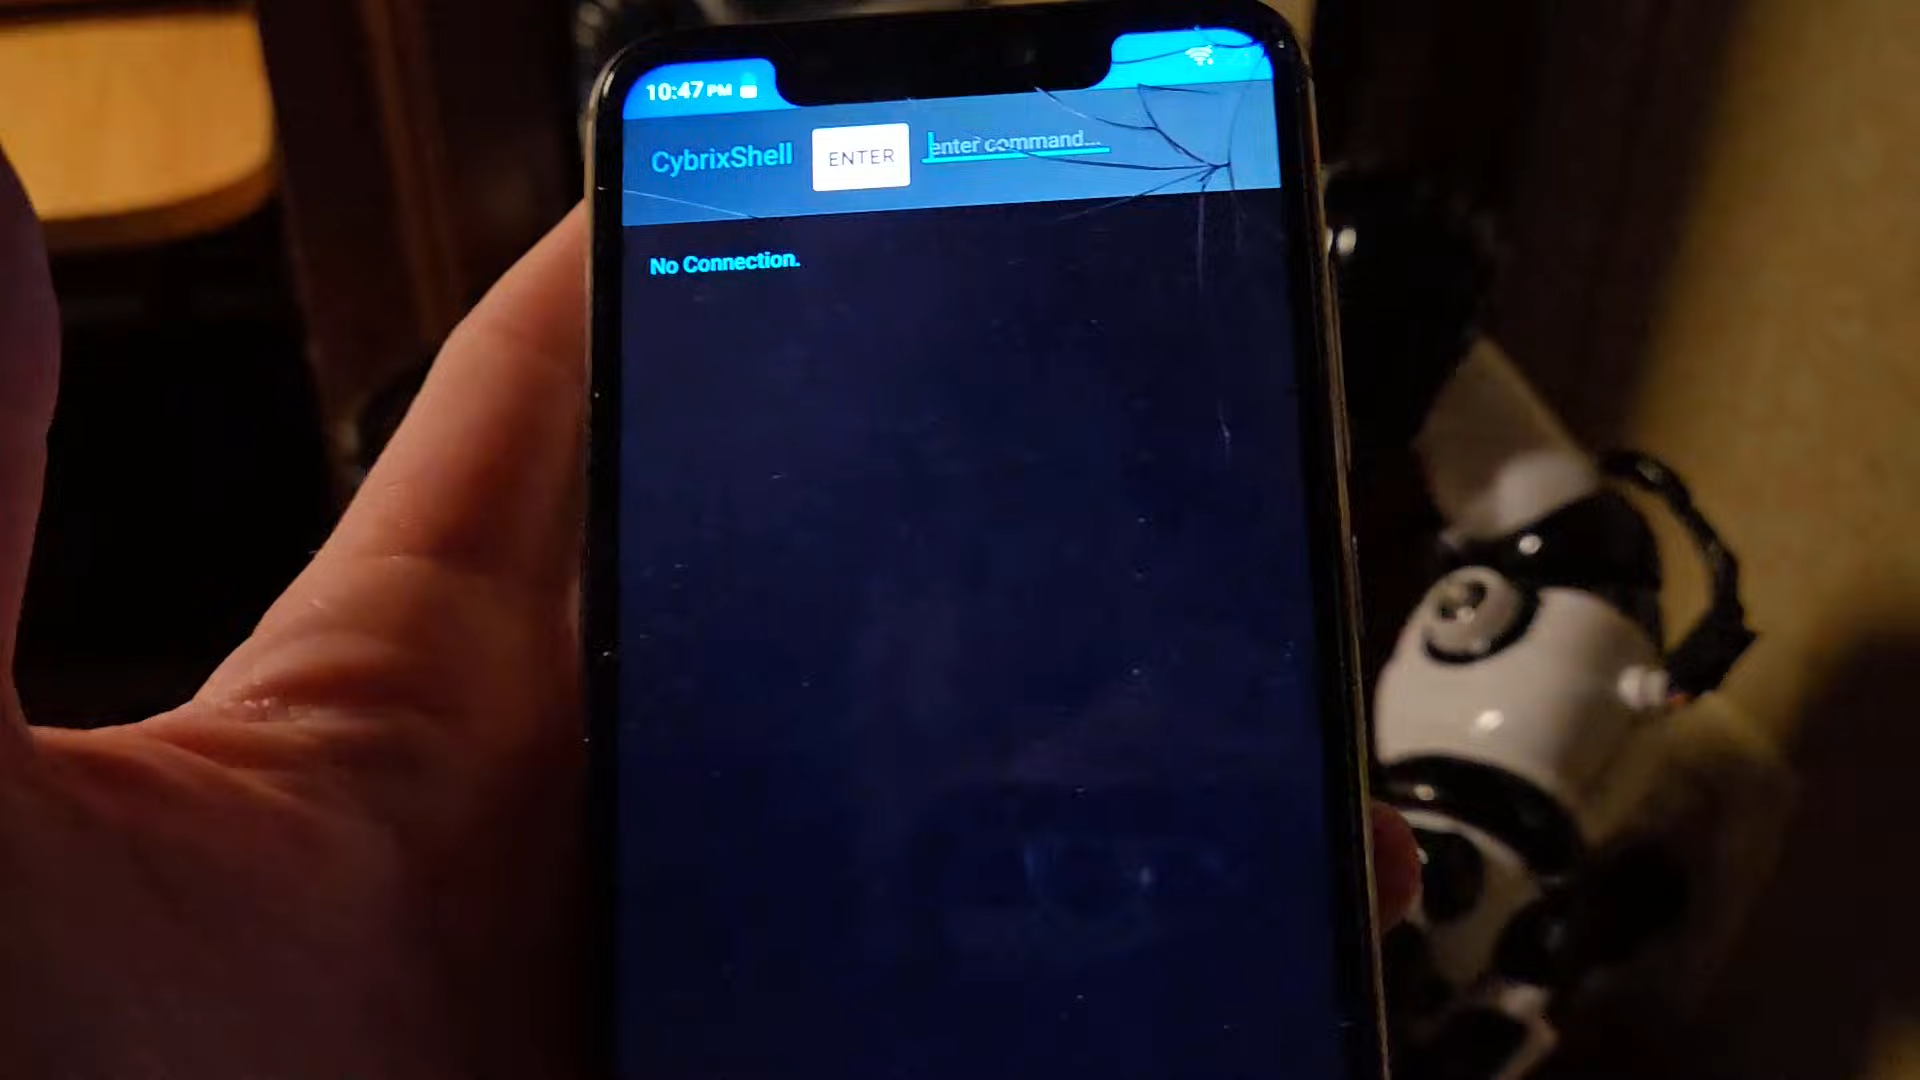 10:47 PM
CybrixShell
ENTER
enter command...
No Connection.